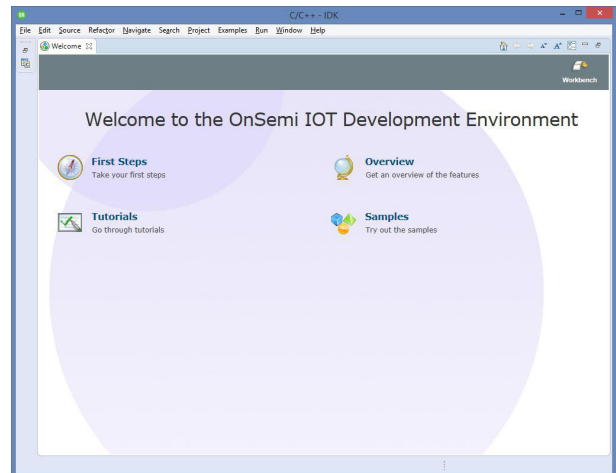 C/C++ - IDK
File Edit Source Refactor Navigate Search Project Examples Run Window Help
Welcome
Workbench
Welcome to the OnSemi IOT Development Environment
First Steps
Take your first steps
Overview
Get an overview of the features
Tutorials
Go through tutorials
Samples
Try out the samples